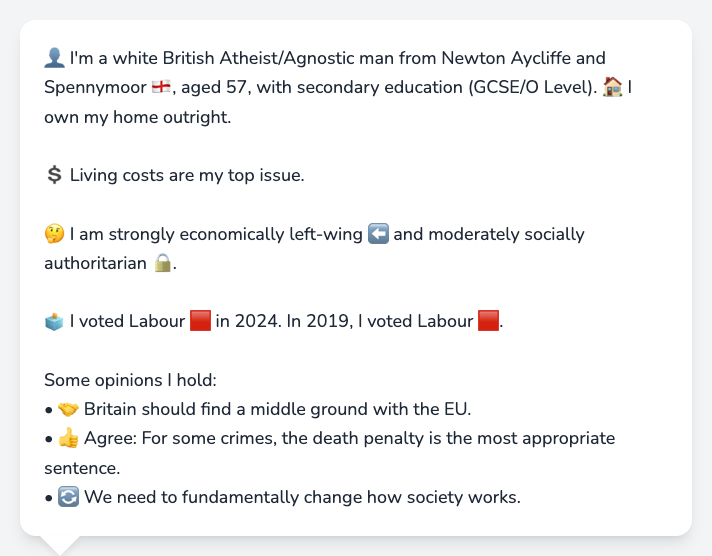 👤 I'm a white British Atheist/Agnostic man from Newton Aycliffe and
Spennymoor 🏴󠁧󠁢󠁥󠁮󠁧󠁿, aged 57, with secondary education (GCSE/O Level). 🏠 I
own my home outright.
💲 Living costs are my top issue.
🤔 I am strongly economically left-wing ⬅️ and moderately socially
authoritarian 🔒.
🗳️ I voted Labour 🟥 in 2024. In 2019, I voted Labour 🟥.
Some opinions I hold:
• 🤝 Britain should find a middle ground with the EU.
• 👍 Agree: For some crimes, the death penalty is the most appropriate
sentence.
• 🔄 We need to fundamentally change how society works.